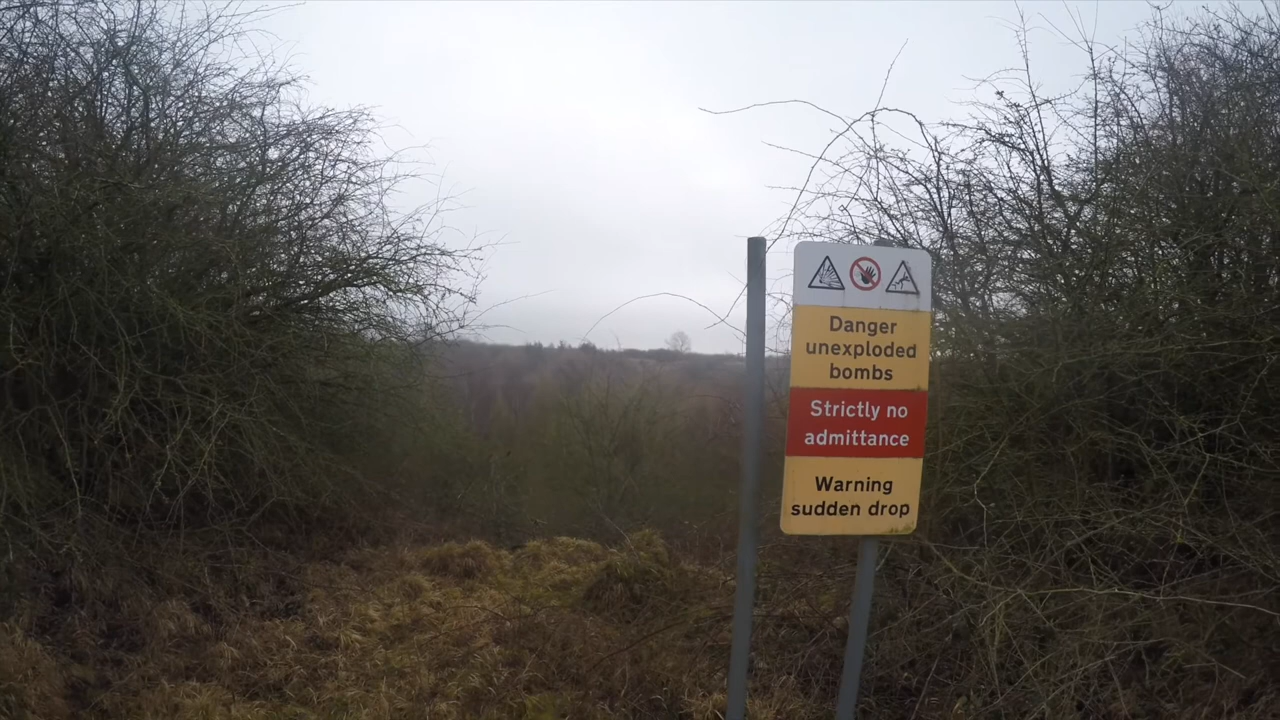 Danger
unexploded
bombs
Strictly no
admittance
Warning
sudden drop